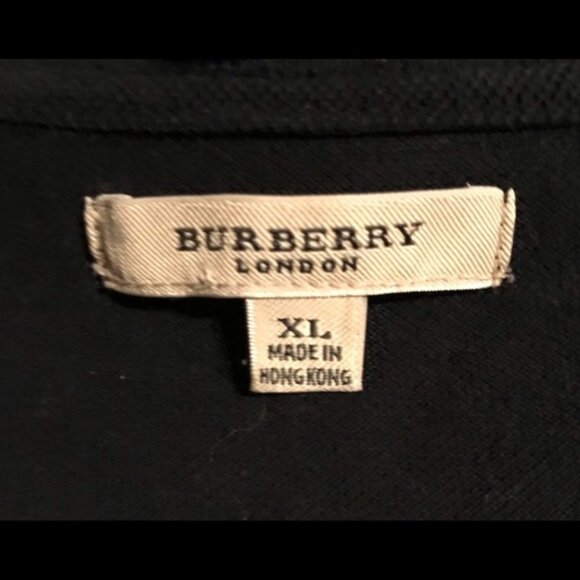 BURBERRY
LONDON
XL
MADE IN
HONG KONG